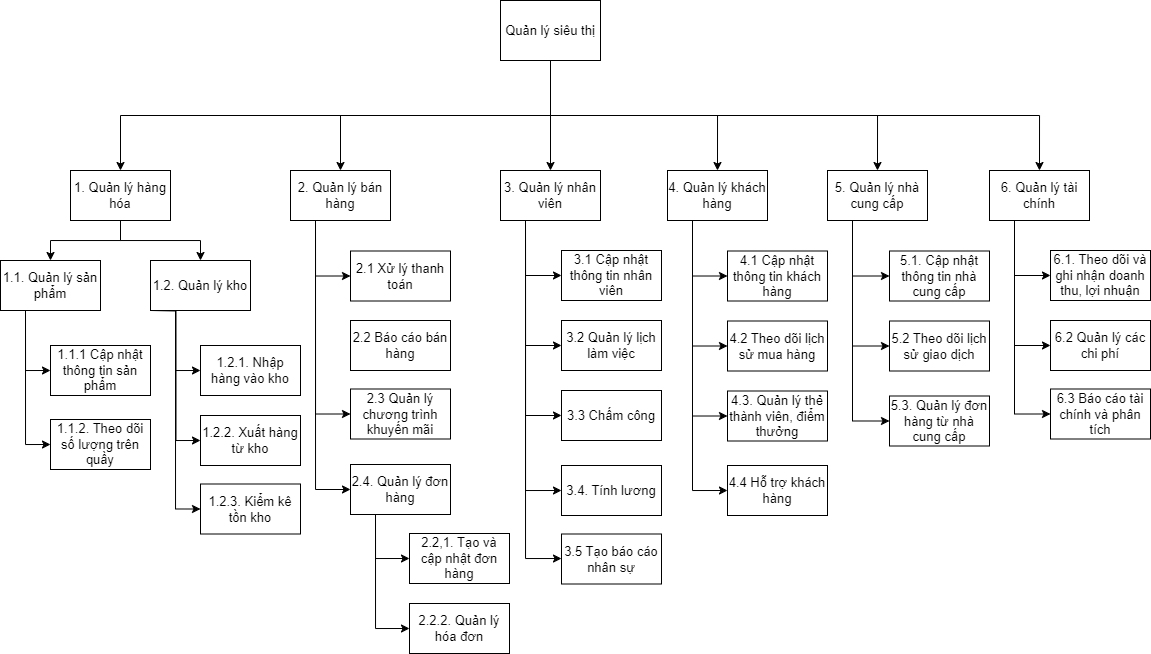 Quản lý siêu thị
1. Quản lý hàng
hóa
2. Quản lý bán
hàng
3. Quản lý nhân
viên
4. Quản lý khách
hàng
5. Quản lý nhà
cung cấp
6. Quản lý tài
chính
1.1. Quản lý sản
phẩm
1.1.1 Cập nhật
thông tin sản
phẩm
1.1.2. Theo dõi
số lượng trên
quầy
1.2. Quản lý kho
1.2.1. Nhập
hàng vào kho
1.2.2. Xuất hàng
từ kho
1.2.3. Kiểm kê
tồn kho
2.1 Xử lý thanh
toán
2.2 Báo cáo bán
hàng
2.3 Quản lý
chương trình
khuyến mãi
2.4. Quản lý đơn
hàng
2.2,1. Tạo và
cập nhật đơn
hàng
2.2.2. Quản lý
hóa đơn
3.1 Cập nhật
thông tin nhân
viên
3.2 Quản lý lịch
làm việc
3.3 Chấm công
3.4. Tính lương
3.5 Tạo báo cáo
nhân sự
4.1 Cập nhật
thông tin khách
hàng
4.2 Theo dõi lịch
sử mua hàng
4.3. Quản lý thẻ
thành viên, điểm
thưởng
4.4 Hỗ trợ khách
hàng
5.1. Cập nhật
thông tin nhà
cung cấp
5.2 Theo dõi lịch
sử giao dịch
5.3. Quản lý đơn
hàng từ nhà
cung cấp
6.1. Theo dõi và
ghi nhận doanh
thu, lợi nhuận
6.2 Quản lý các
chi phí
6.3 Báo cáo tài
chính và phân
tích